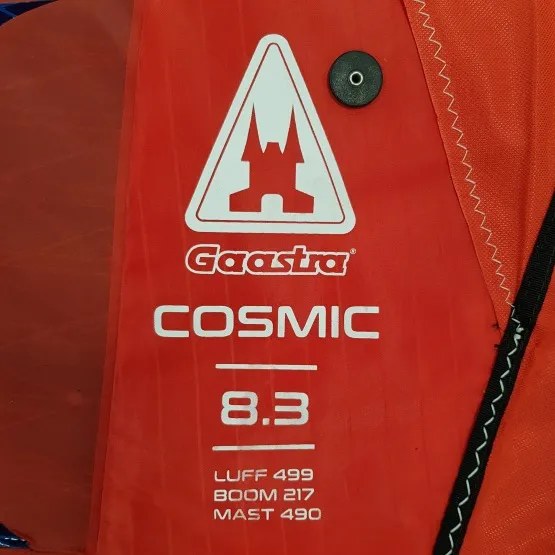 Gaastra®
COSMIC
8.3
LUFF 499
BOOM 217
MAST 490